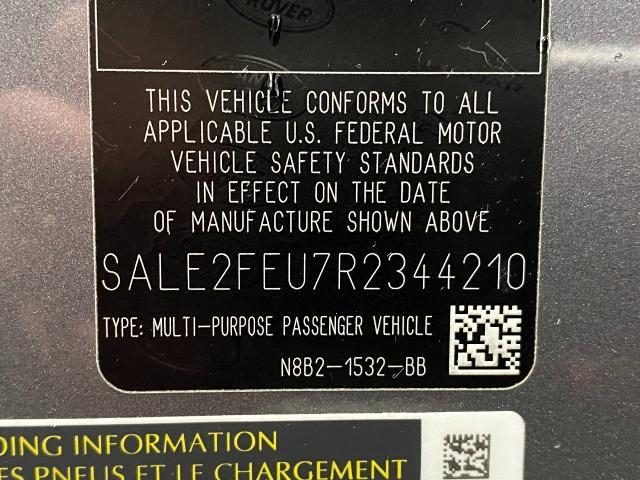 ROVER
THIS VEHICLE CONFORMS TO ALL
APPLICABLE U.S. FEDERAL MOTOR
VEHICLE SAFETY STANDARDS
IN EFFECT ON THE DATE
OF MANUFACTURE SHOWN ABOVE
SALE2FEU7R2344210
TYPE: MULTI-PURPOSE PASSENGER VEHICLE
N8B2-1532-BB
DING INFORMATION
ES PNEUS ET LE CHARGEMENT